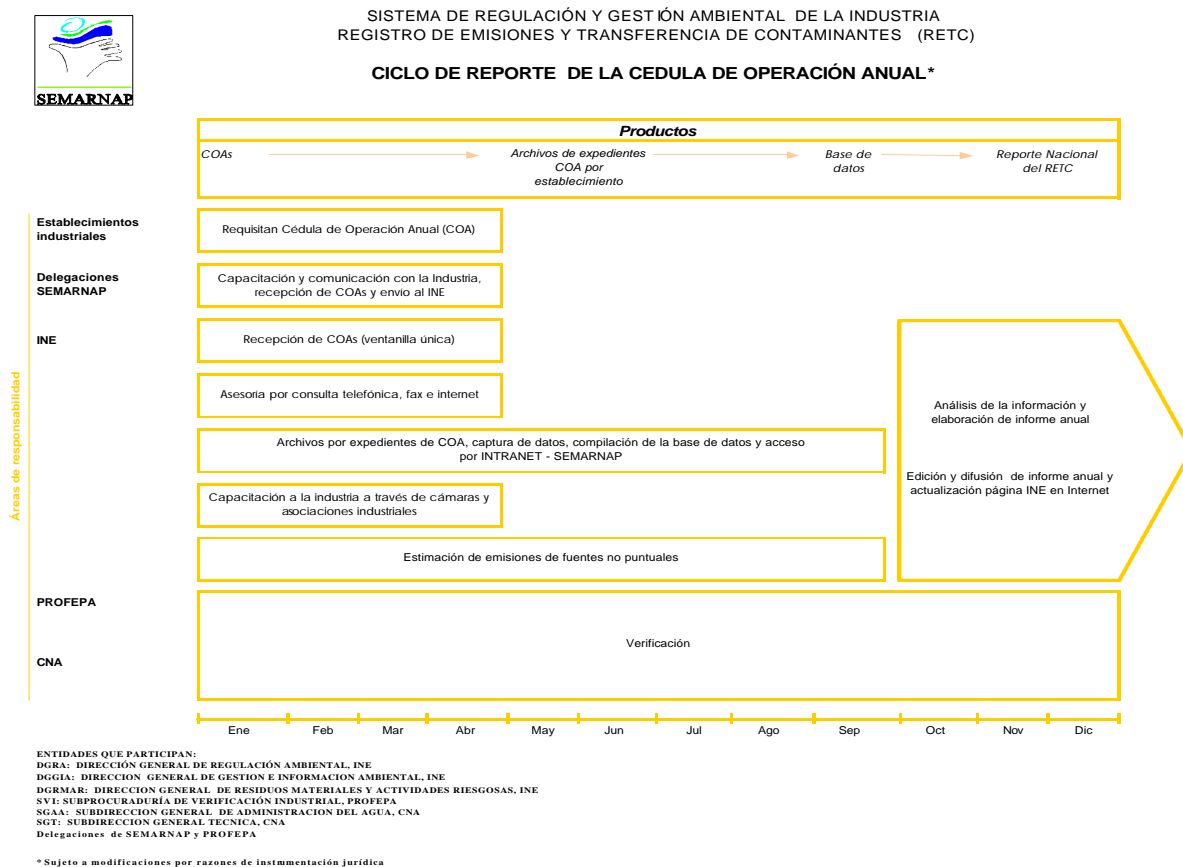 SISTEMA DE REGULACIÓN Y GESTIÓN AMBIENTAL DE LA INDUSTRIA
REGISTRO DE EMISIONES Y TRANSFERENCIA DE CONTAMINANTES (RETC)
CICLO DE REPORTE DE LA CEDULA DE OPERACIÓN ANUAL*
SEMARNAP
Productos
COAs
Archivos de expedientes
COA por
establecimiento
Base de
datos
Reporte Nacional
del RETC
Áreas de responsabilidad
Establecimientos
industriales
Requisitan Cédula de Operación Anual (COA)
Delegaciones
SEMARNAP
Capacitación y comunicación con la Industria,
recepción de COAs y envío al INE
INE
Recepción de COAs (ventanilla única)
Asesoría por consulta telefónica, fax e internet
Archivos por expedientes de COA, captura de datos, compilación de la base de datos y acceso
por INTRANET - SEMARNAP
Capacitación a la industria a través de cámaras y
asociaciones industriales
Estimación de emisiones de fuentes no puntuales
Análisis de la información y
elaboración de informe anual
Edición y difusión de informe anual y
actualización página INE en Internet
PROFEPA
CNA
Verificación
Ene Feb Mar Abr May Jun Jul Ago Sep Oct Nov Dic
ENTIDADES QUE PARTICIPAN:
DGRA: DIRECCIÓN GENERAL DE REGULACIÓN AMBIENTAL, INE
DGGIA: DIRECCION GENERAL DE GESTION E INFORMACION AMBIENTAL, INE
DGRMAR: DIRECCION GENERAL DE RESIDUOS MATERIALES Y ACTIVIDADES RIESGOSAS, INE
SVI: SUBPROCURADURÍA DE VERIFICACIÓN INDUSTRIAL, PROFEPA
SGAA: SUBDIRECCION GENERAL DE ADMINISTRACION DEL AGUA, CNA
SGT: SUBDIRECCION GENERAL TECNICA, CNA
Delegaciones de SEMARNAP y PROFEPA
* Sujeto a modificaciones por razones de instrumentación jurídica